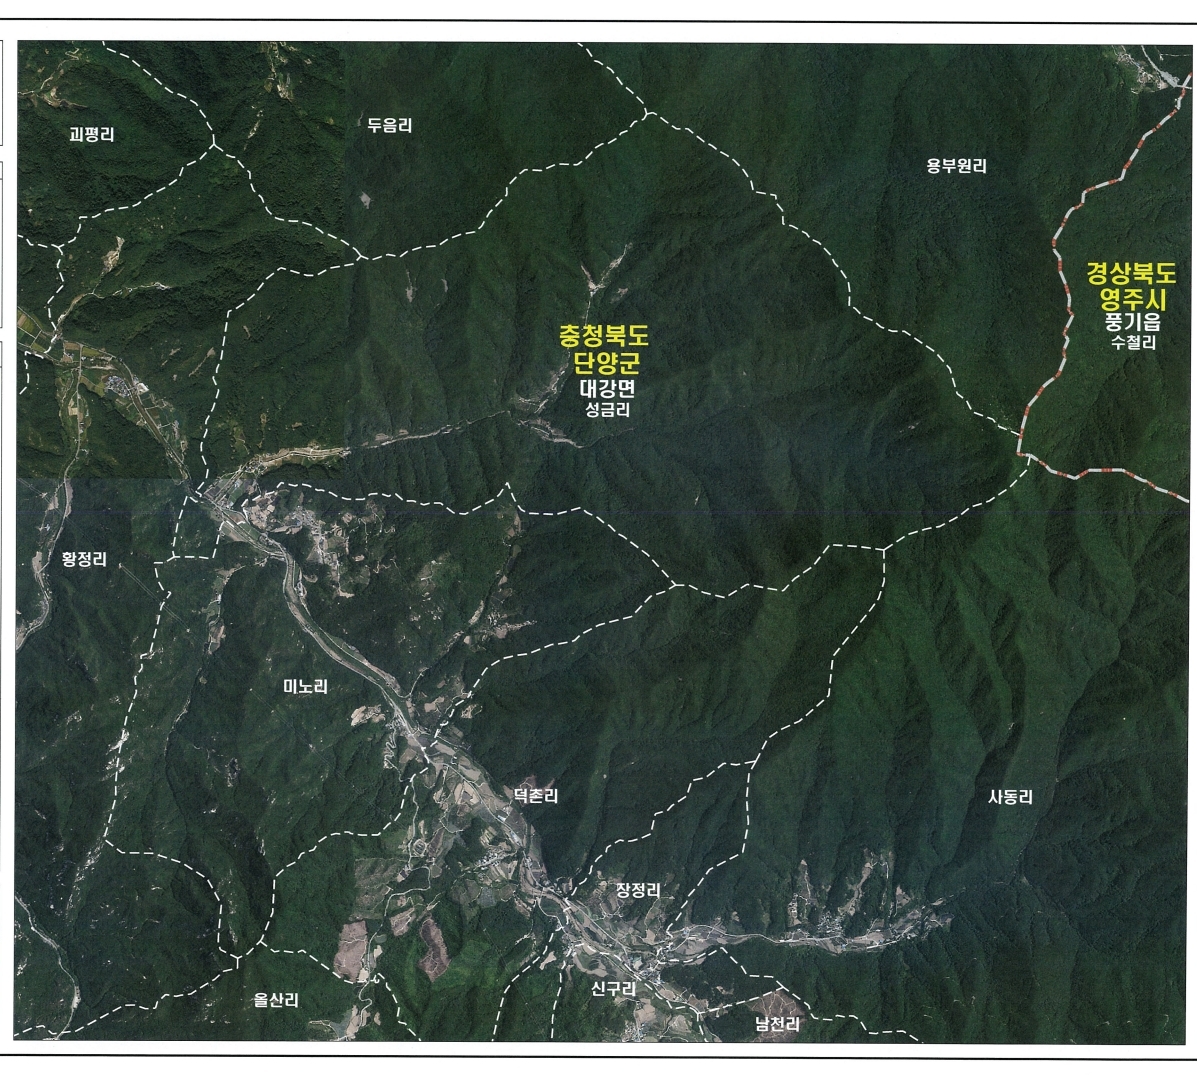 괴평리
두음리
용부원리
경상북도
영주시
풍기읍
수철리
충청북도
단양군
대강면
성금리
황정리
미노리
덕촌리
사동리
장정리
신구리
올산리
남천리